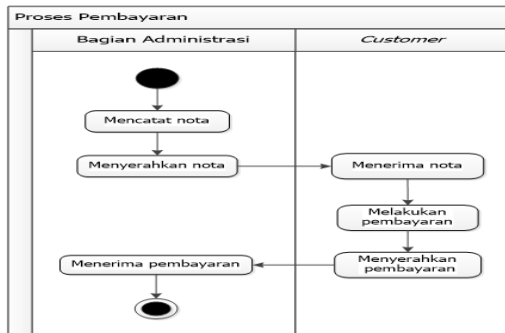 Proses Pembayaran
Bagian Administrasi
Customer
Mencatat nota
Menyerahkan nota
Menerima nota
Melakukan
pembayaran
Menerima pembayaran
Menyerahkan
pembayaran